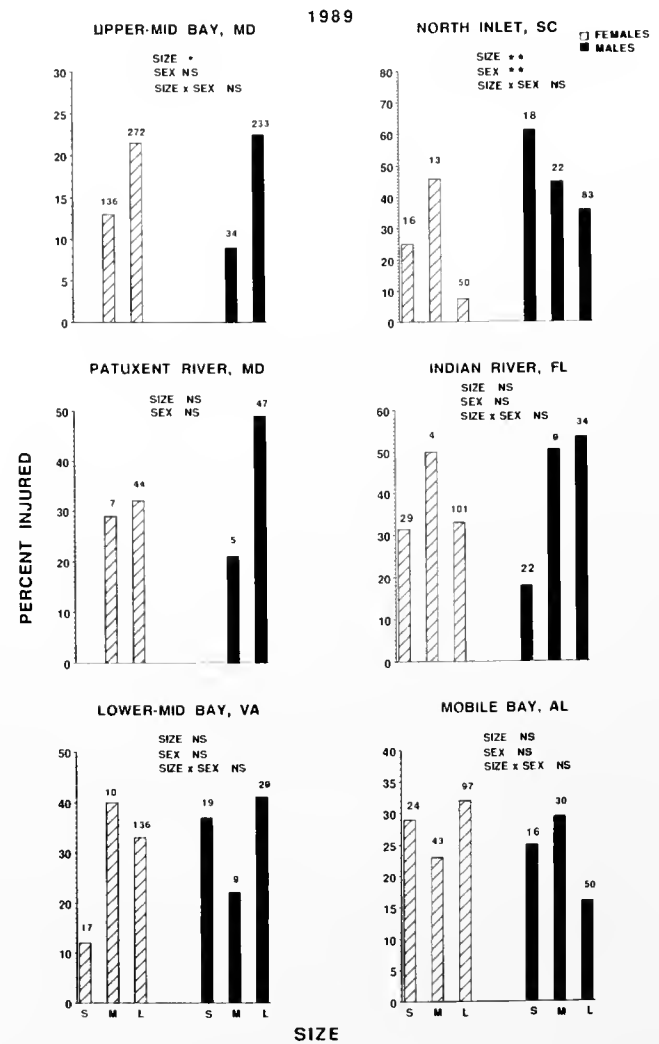 1989
UPPER-MID BAY, MD
SIZE *
SEX NS
SIZE x SEX NS
30
25
20
15
10
5
0
136
272
34
233
NORTH INLET, SC
FEMALES
MALES
SIZE **
SEX **
SIZE x SEX NS
80
70
60
50
40
30
20
10
0
16
13
50
18
22
83
PERCENT INJURED
PATUXENT RIVER, MD
SIZE NS
SEX NS
50
40
30
20
10
0
7
44
5
47
INDIAN RIVER, FL
SIZE NS
SEX NS
SIZE x SEX NS
60
50
40
30
20
10
0
29
4
101
22
9
34
LOWER-MID BAY, VA
SIZE NS
SEX NS
SIZE x SEX NS
50
40
30
20
10
0
17
10
136
19
9
29
S M L S M L
MOBILE BAY, AL
SIZE NS
SEX NS
SIZE x SEX NS
40
35
30
25
20
15
10
5
0
24
43
97
16
30
50
S M L S M L
SIZE